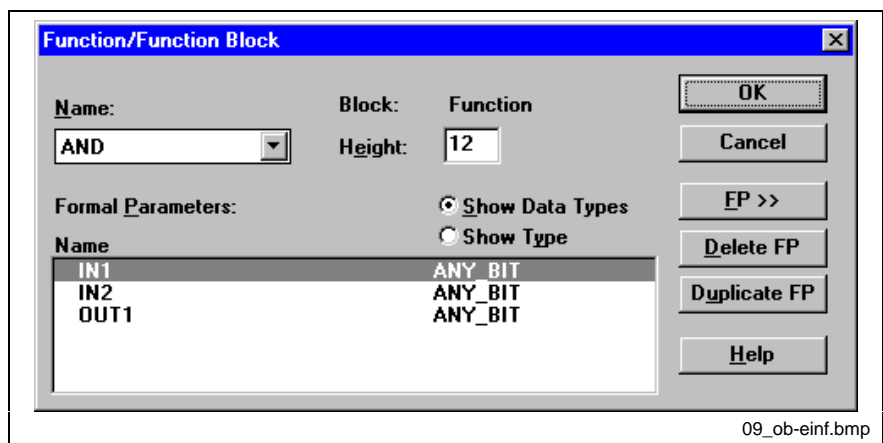 Function/Function Block
Name: Block: Function
AND Height: 12
Formal Parameters: Show Data Types
Show Type
Name
IN1 ANY_BIT
IN2 ANY_BIT
OUT1 ANY_BIT
OK
Cancel
FP >>
Delete FP
Duplicate FP
Help
09_ob-einf.bmp